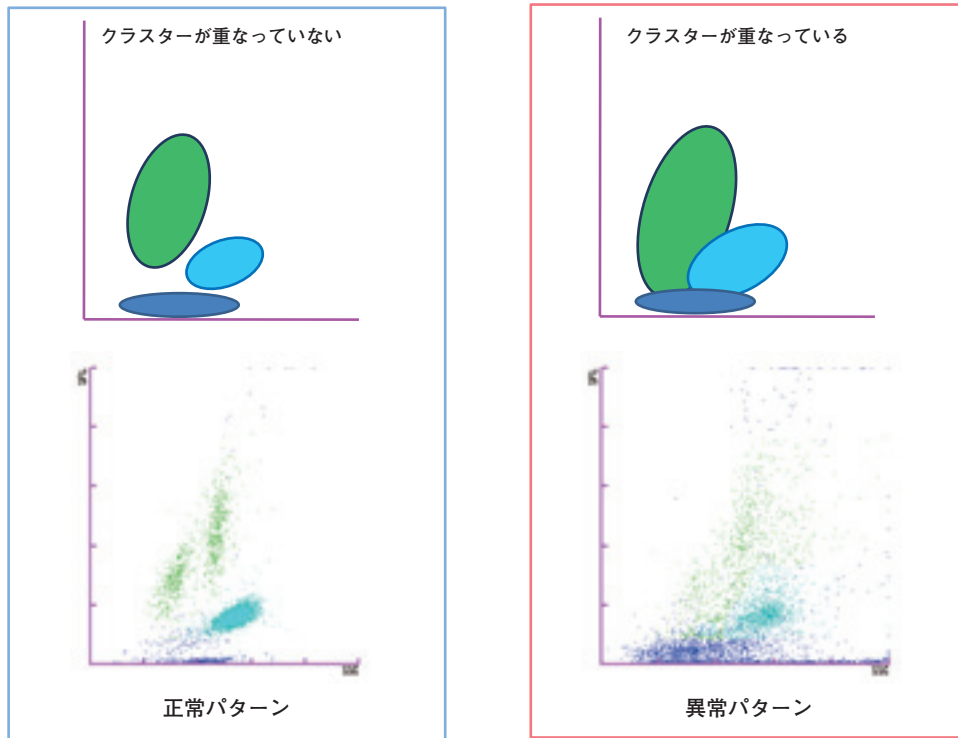 クラスターが重なっていない
クラスターが重なっている
正常パターン
異常パターン